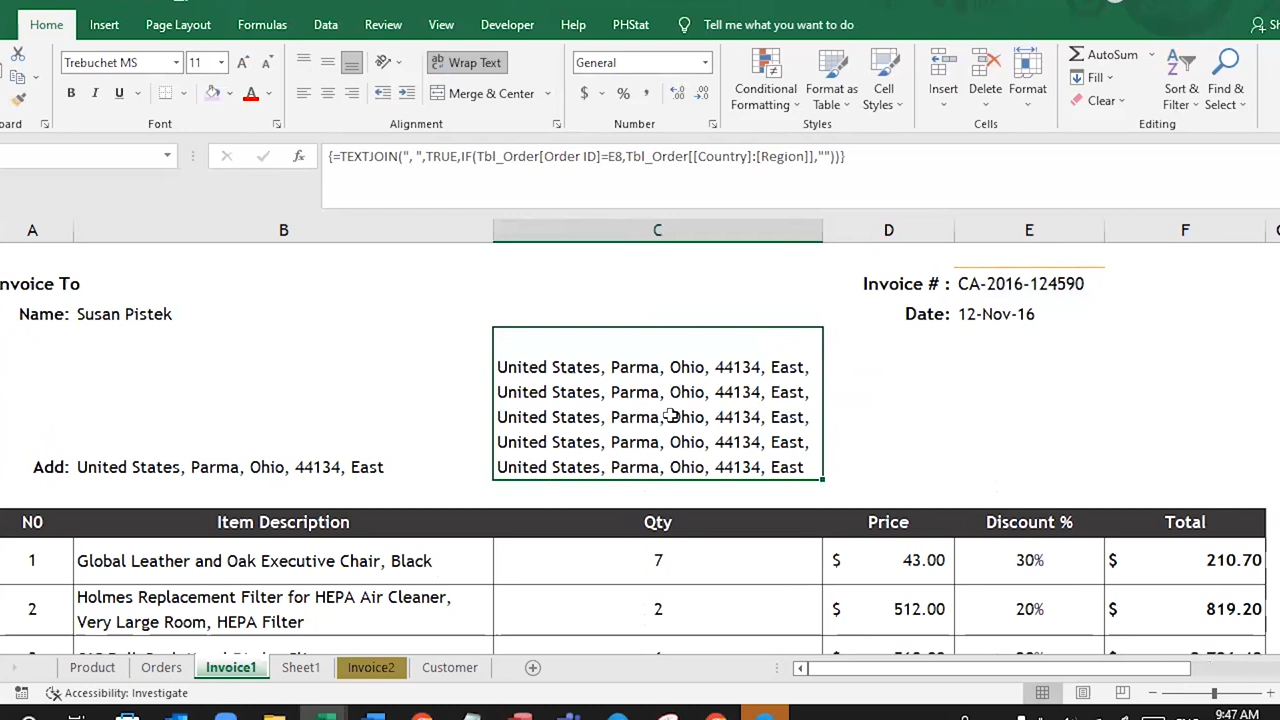 Home Insert Page Layout Formulas Data Review View Developer Help PHStat Tell me what you want to do
Trebuchet MS 11 Wrap Text General AutoSum
Conditional Formatting Format as Table Cell Styles Insert Delete Format Fill Sort & Filter Find & Select
B I U Merge & Center $ % Clear
Font Alignment Number Styles Cells Editing
fx {=TEXTJOIN(", ",TRUE,IF(Tbl_Order[Order ID]=E8,Tbl_Order[[Country]:[Region]],""))}
A B C D E F
nvoice To Invoice # : CA-2016-124590
Name: Susan Pistek Date: 12-Nov-16
United States, Parma, Ohio, 44134, East,
United States, Parma, Ohio, 44134, East,
United States, Parma, Ohio, 44134, East,
United States, Parma, Ohio, 44134, East,
Add: United States, Parma, Ohio, 44134, East United States, Parma, Ohio, 44134, East
N0 Item Description Qty Price Discount % Total
1 Global Leather and Oak Executive Chair, Black 7 $ 43.00 30% $ 210.70
2 Holmes Replacement Filter for HEPA Air Cleaner, Very Large Room, HEPA Filter 2 $ 512.00 20% $ 819.20
Product Orders Invoice1 Sheet1 Invoice2 Customer
Accessibility: Investigate
9:47 AM